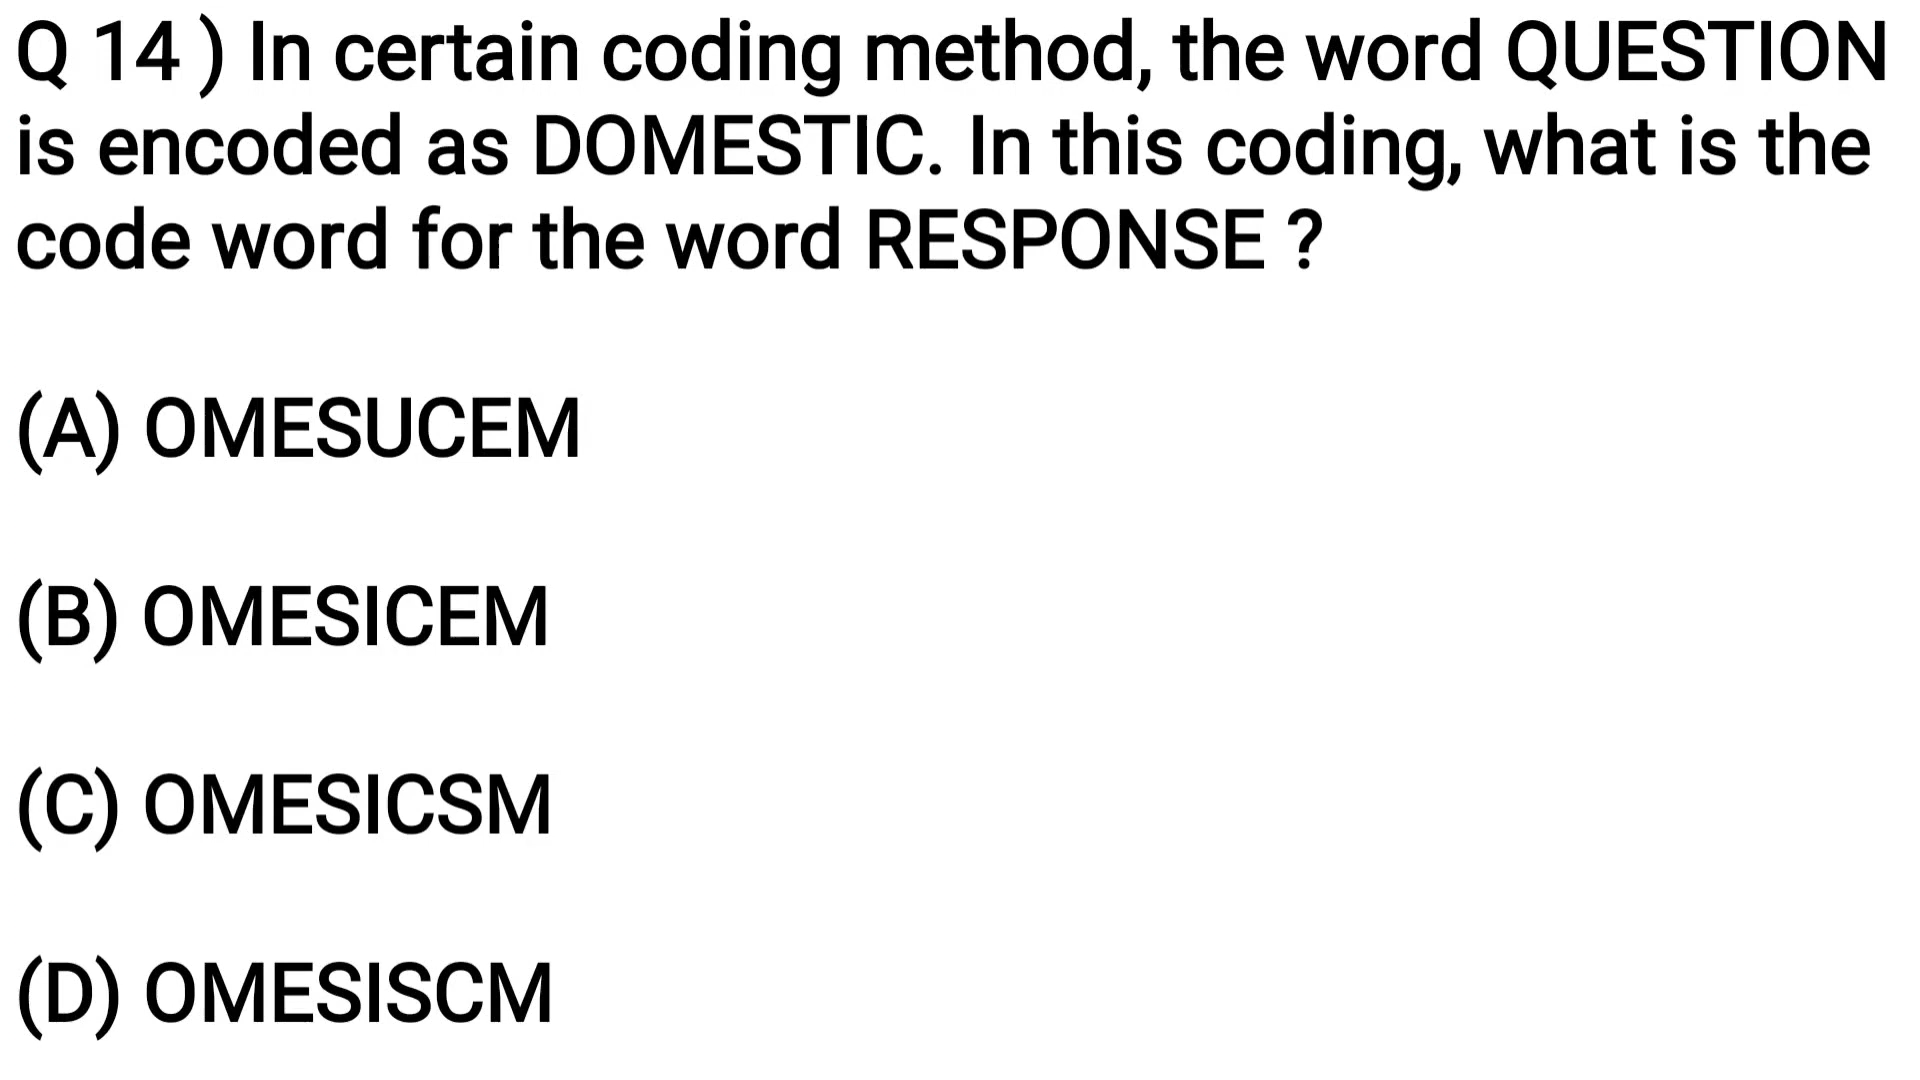 Q 14 ) In certain coding method, the word QUESTION
is encoded as DOMESTIC. In this coding, what is the
code word for the word RESPONSE ?
(A) OMESUCEM
(B) OMESICEM
(C) OMESICSM
(D) OMESISCM